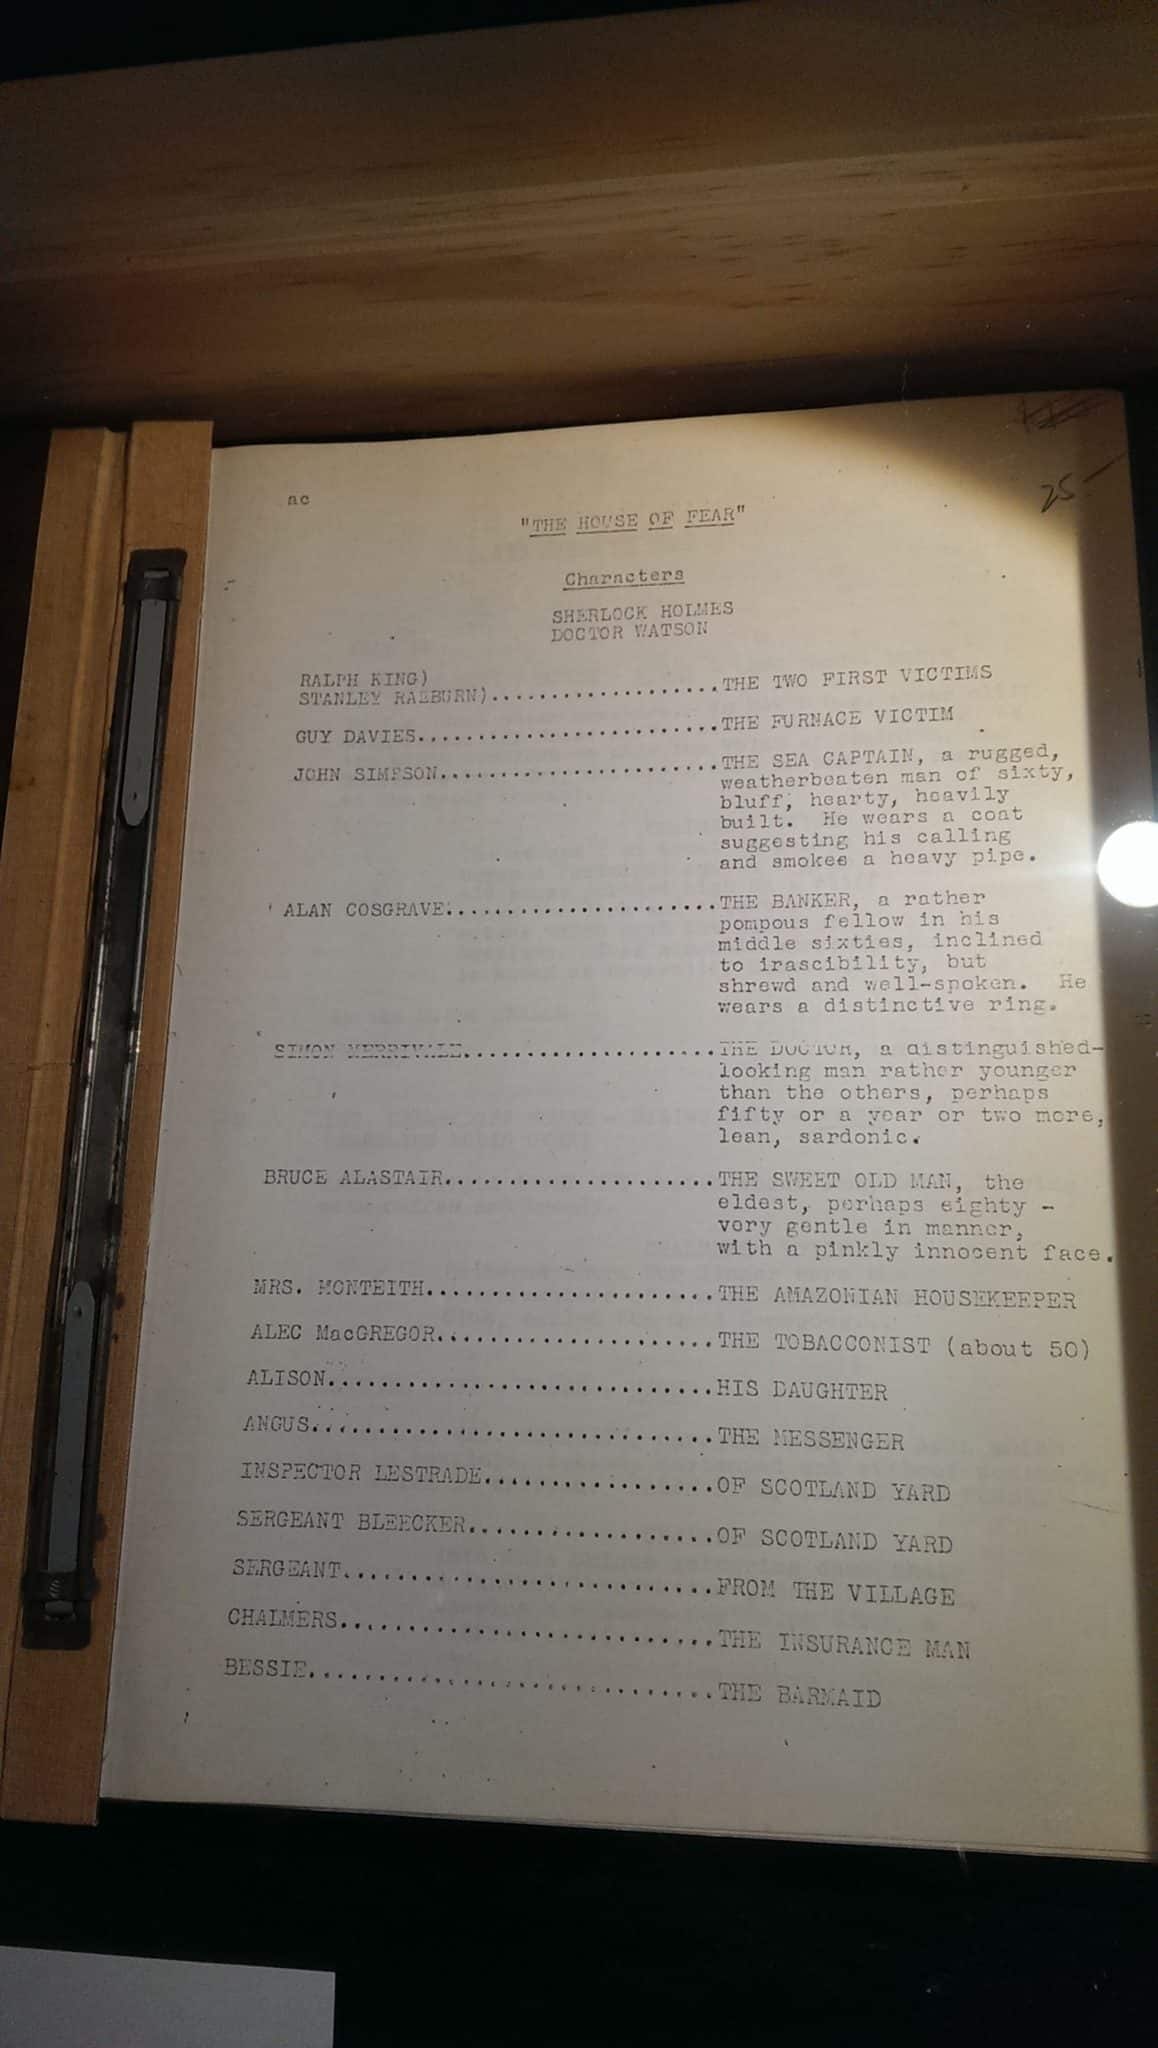 25-
nc
"THE HOUSE OF FEAR"
Characters
SHERLOCK HOLMES
DOCTOR WATSON
RALPH KING)
STANLEY RAEBURN)...................THE TWO FIRST VICTIMS
GUY DAVIES..........................THE FURNACE VICTIM
JOHN SIMPSON........................THE SEA CAPTAIN, a rugged,
weatherbeaten man of sixty,
bluff, hearty, heavily
built. He wears a coat
suggesting his calling
and smokes a heavy pipe.
ALAN COSGRAVE.......................THE BANKER, a rather
pompous fellow in his
middle sixties, inclined
to irascibility, but
shrewd and well-spoken. He
wears a distinctive ring.
SIMON MERRIVALE.....................THE DOCTOR, a distinguished-
looking man rather younger
than the others, perhaps
fifty or a year or two more,
lean, sardonic.
BRUCE ALASTAIR......................THE SWEET OLD MAN, the
eldest, perhaps eighty -
very gentle in manner,
with a pinkly innocent face.
MRS. MONTEITH.......................THE AMAZONIAN HOUSEKEEPER
ALEC MacGREGOR......................THE TOBACCONIST (about 50)
ALISON..............................HIS DAUGHTER
ANGUS...............................THE MESSENGER
INSPECTOR LESTRADE..................OF SCOTLAND YARD
SERGEANT BLEECKER...................OF SCOTLAND YARD
SERGEANT............................FROM THE VILLAGE
CHALMERS............................THE INSURANCE MAN
BESSIE..............................THE BARMAID